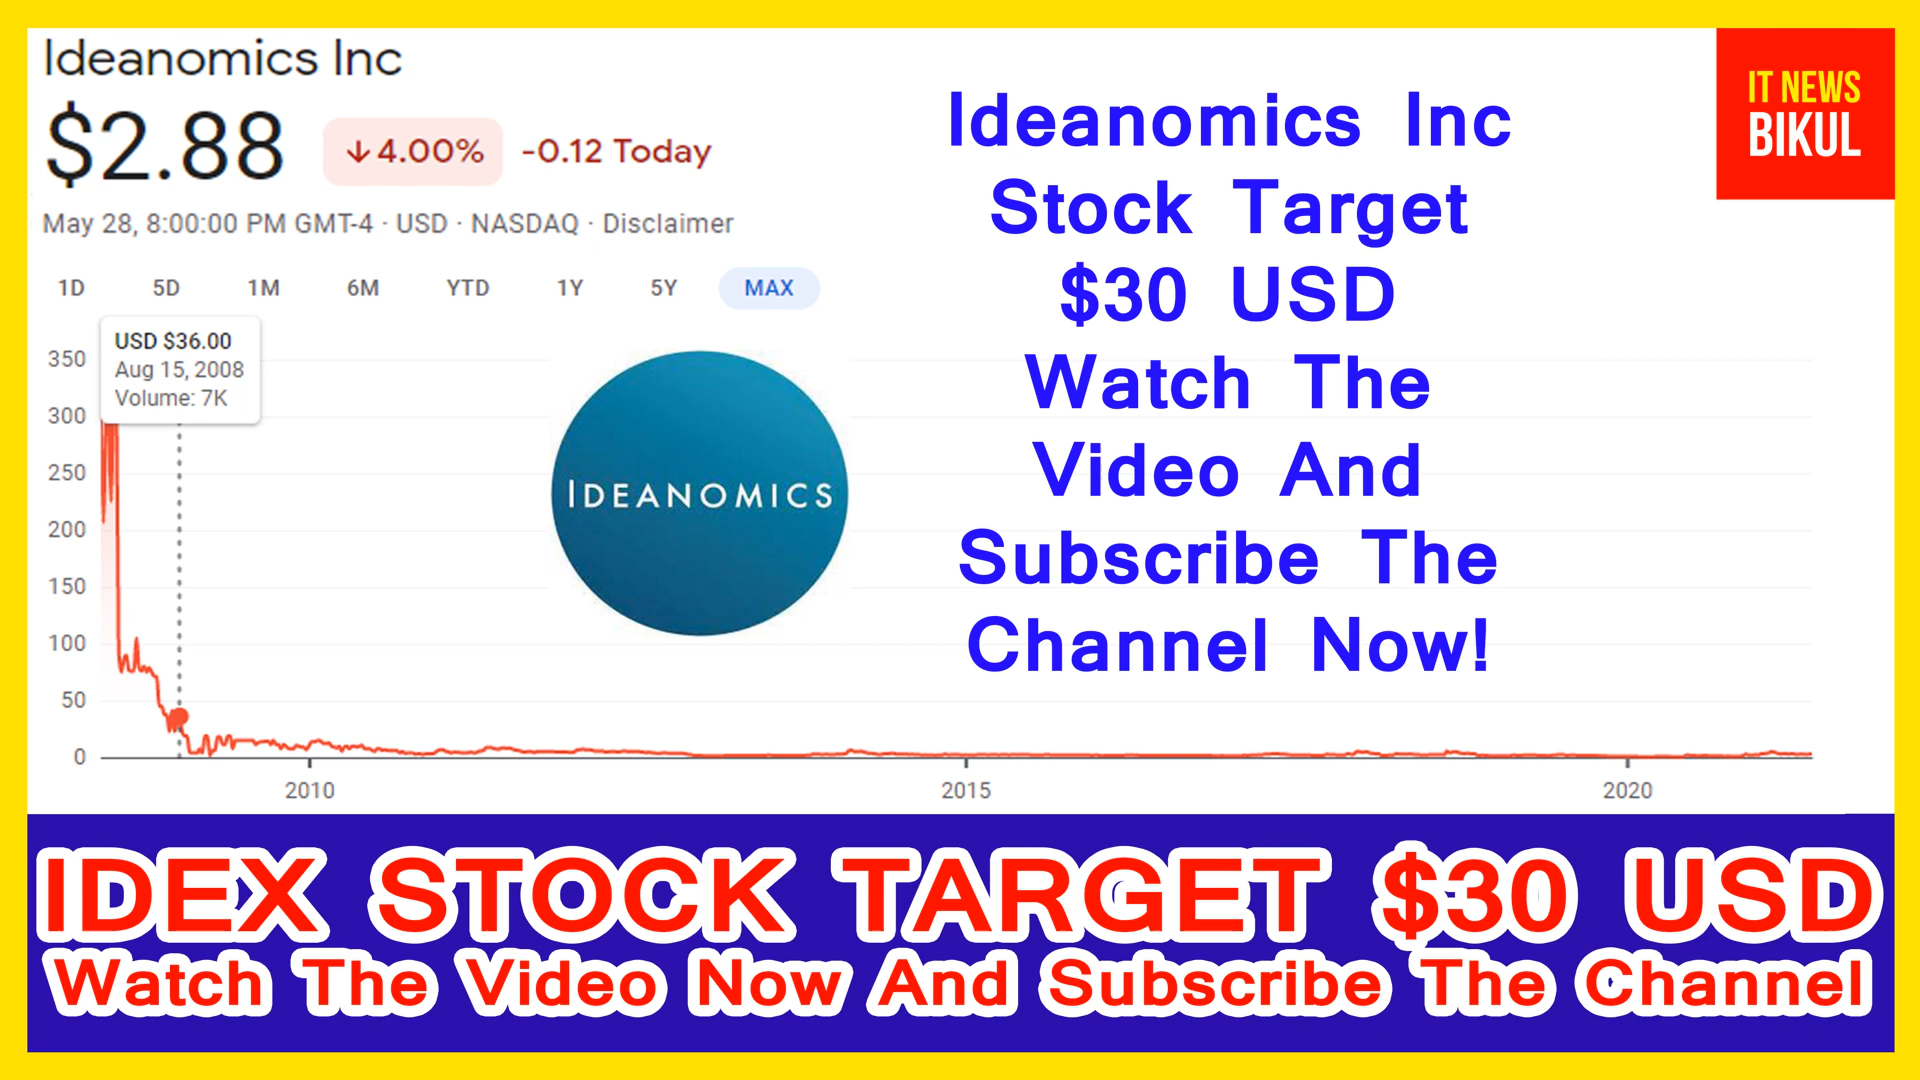 Ideanomics Inc
$2.88 ↓4.00% -0.12 Today
May 28, 8:00:00 PM GMT-4 · USD · NASDAQ · Disclaimer
1D 5D 1M 6M YTD 1Y 5Y MAX
USD $36.00
Aug 15, 2008
Volume: 7K
350
300
250
200
150
100
50
0
2010 2015 2020
IDEANOMICS
Ideanomics Inc
Stock Target
$30 USD
Watch The
Video And
Subscribe The
Channel Now!
IT NEWS
BIKUL
IDEX STOCK TARGET $30 USD
Watch The Video Now And Subscribe The Channel